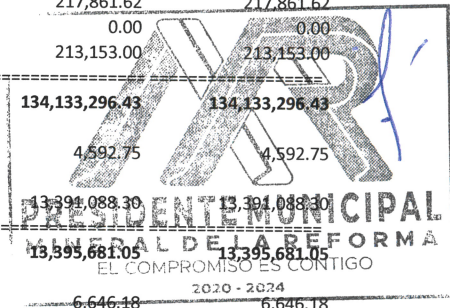 217,861.62 217,861.62
0.00 0.00
213,153.00 213,153.00
134,133,296.43 134,133,296.43
4,592.75 4,592.75
13,391,088.30 13,391,088.30
PRESIDENTE MUNICIPAL
MINERAL DE LA REFORMA
13,395,681.05 13,395,681.05
EL COMPROMISO ES CONTIGO
2020 - 2024
6,646.18 6,646.18